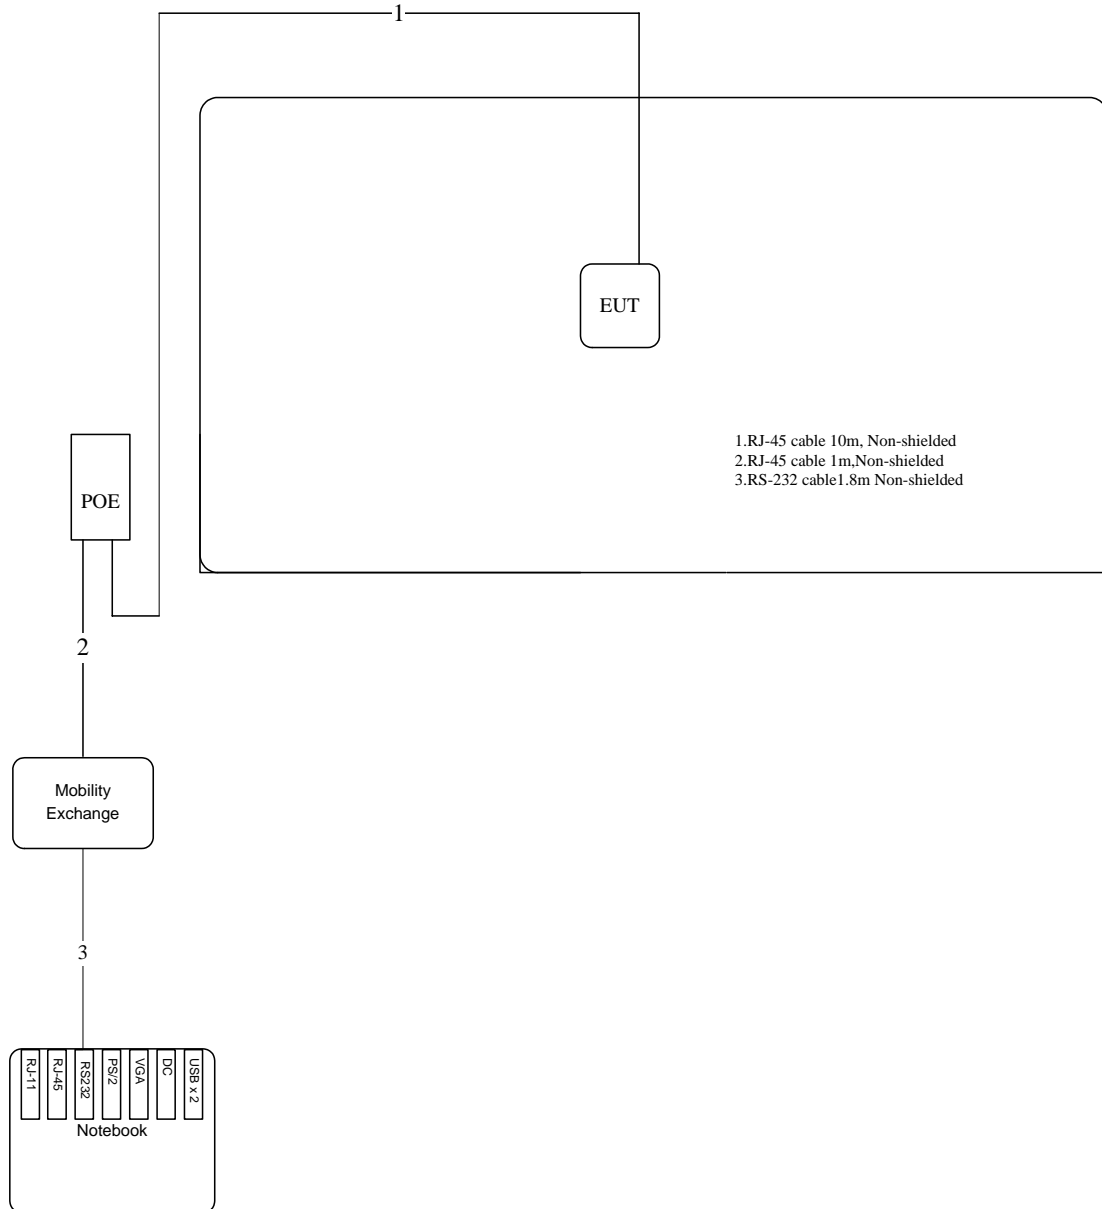 1
EUT
1.RJ-45 cable 10m, Non-shielded
2.RJ-45 cable 1m,Non-shielded
3.RS-232 cable1.8m Non-shielded
POE
2
Mobility
Exchange
3
RJ-11
RJ-45
RS232
PS/2
VGA
DC
USB x 2
Notebook